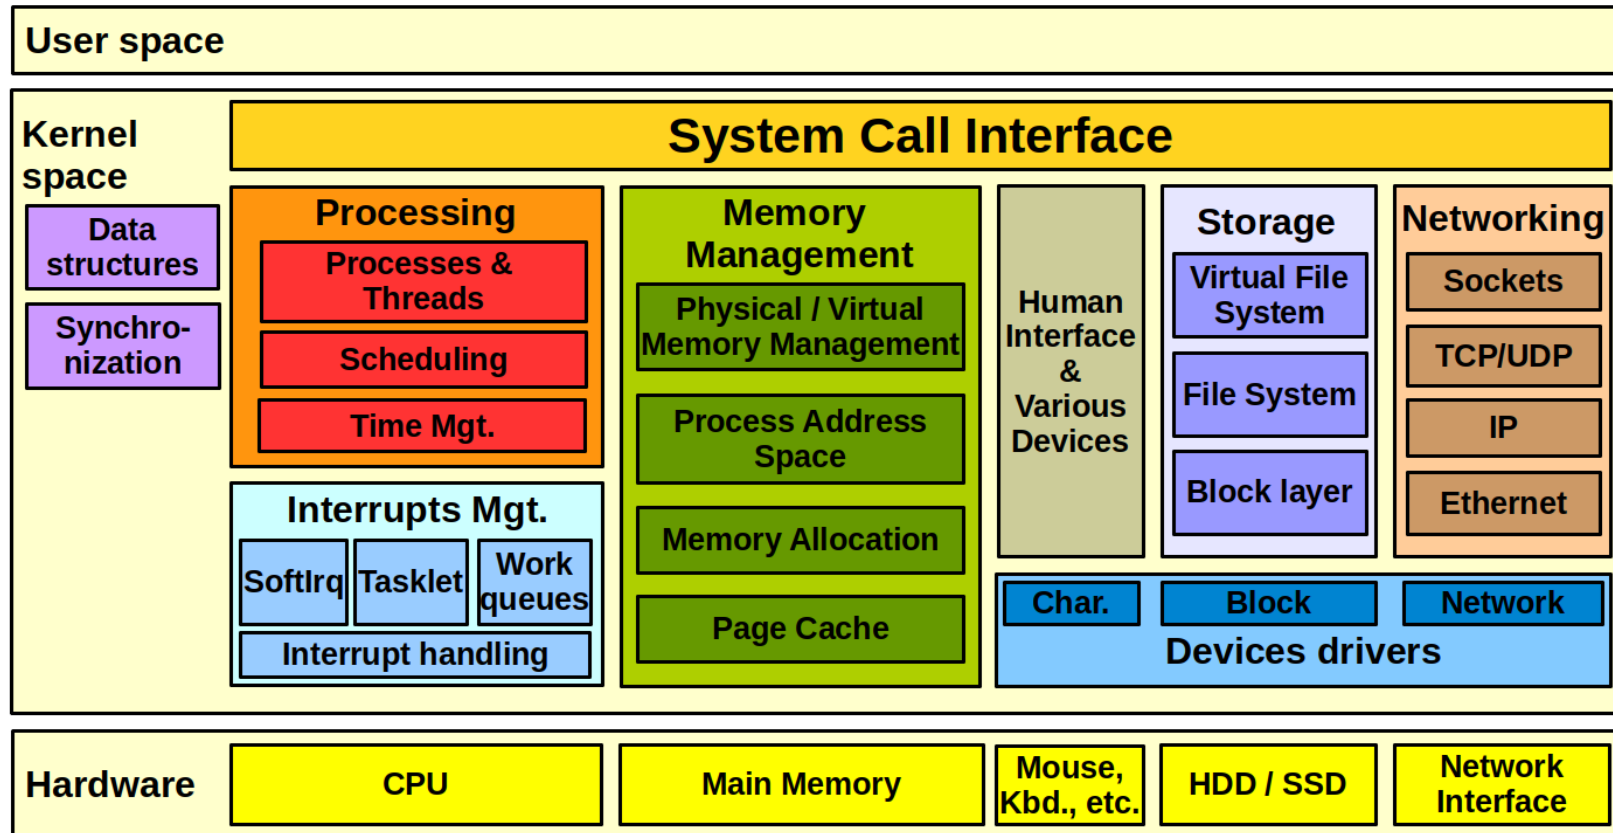 User space
Kernel
space
System Call Interface
Data
structures
Synchro-
nization
Processing
Processes &
Threads
Scheduling
Time Mgt.
Interrupts Mgt.
SoftIrq
Tasklet
Work
queues
Interrupt handling
Memory
Management
Physical / Virtual
Memory Management
Process Address
Space
Memory Allocation
Page Cache
Human
Interface
&
Various
Devices
Storage
Virtual File
System
File System
Block layer
Networking
Sockets
TCP/UDP
IP
Ethernet
Char.
Block
Network
Devices drivers
Hardware
CPU
Main Memory
Mouse,
Kbd., etc.
HDD / SSD
Network
Interface